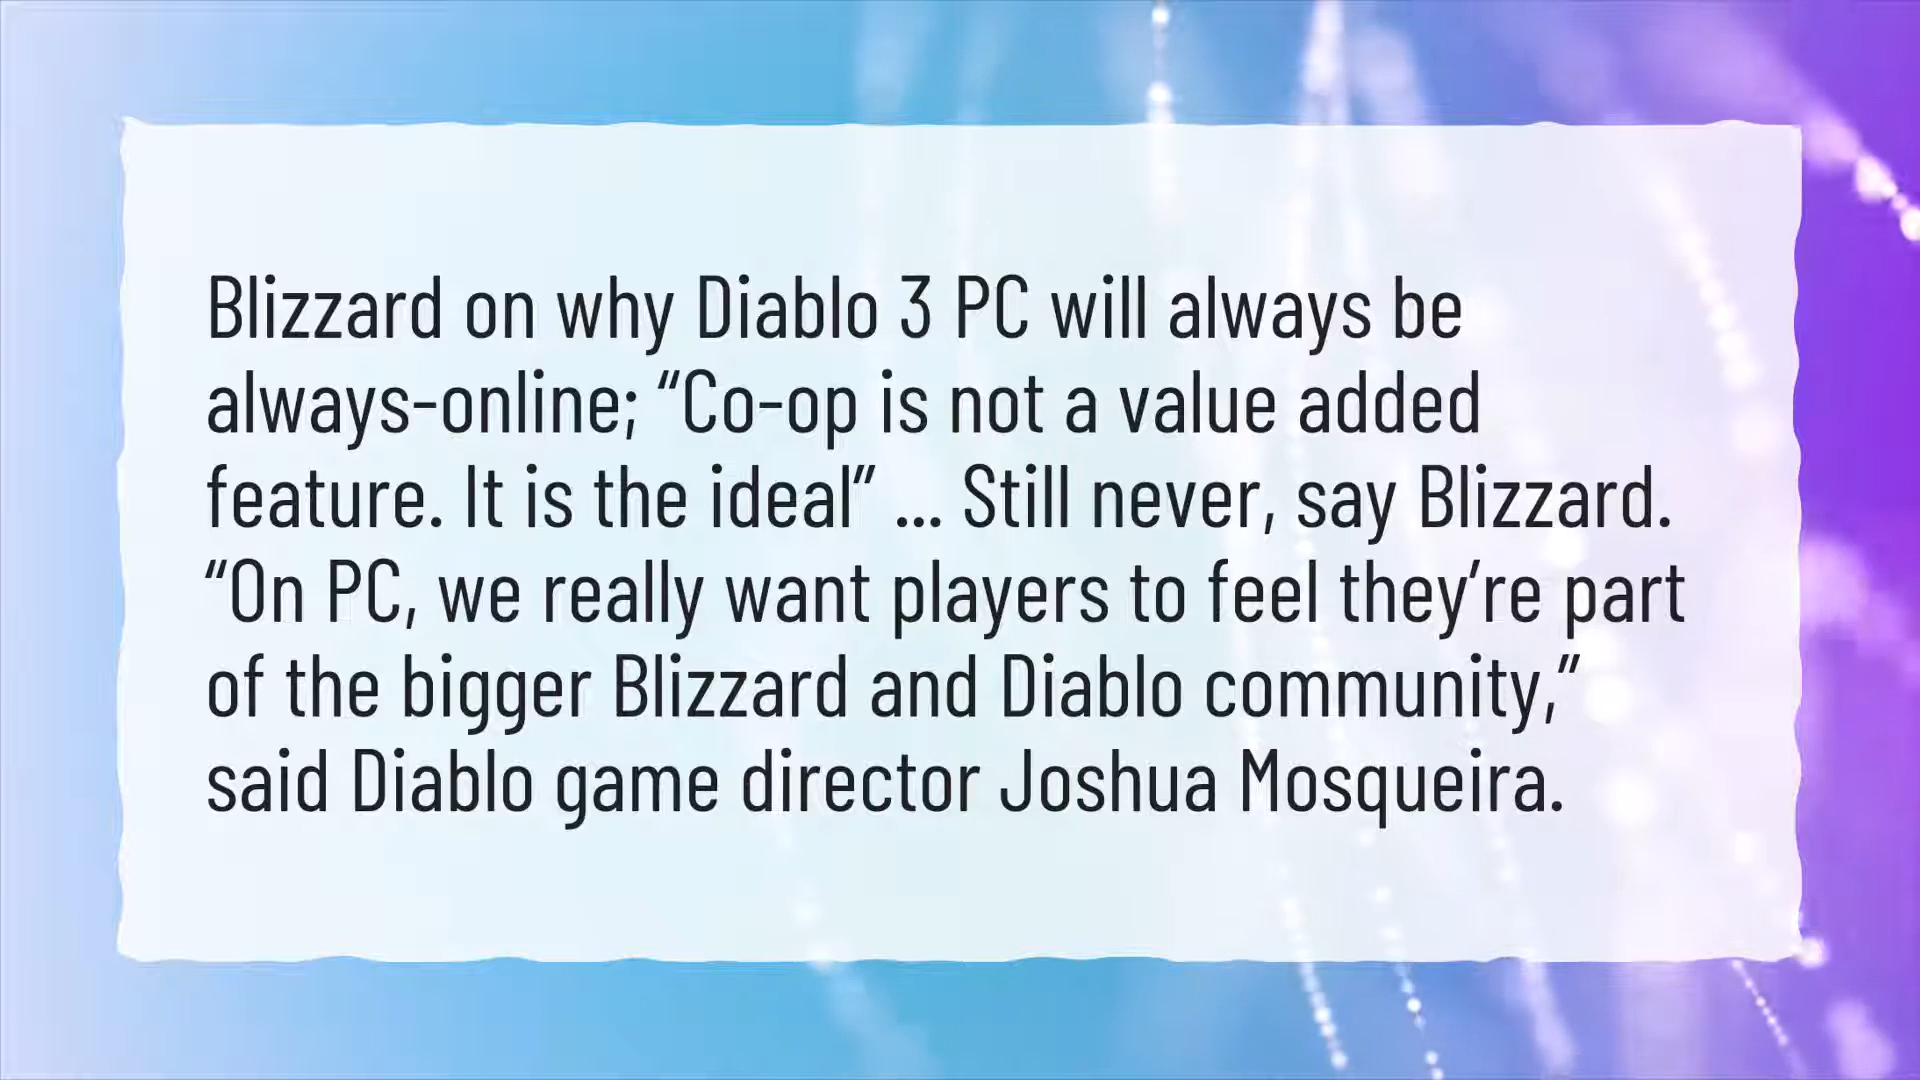 Blizzard on why Diablo 3 PC will always be
always-online; “Co-op is not a value added
feature. It is the ideal” ... Still never, say Blizzard.
“On PC, we really want players to feel they’re part
of the bigger Blizzard and Diablo community,”
said Diablo game director Joshua Mosqueira.